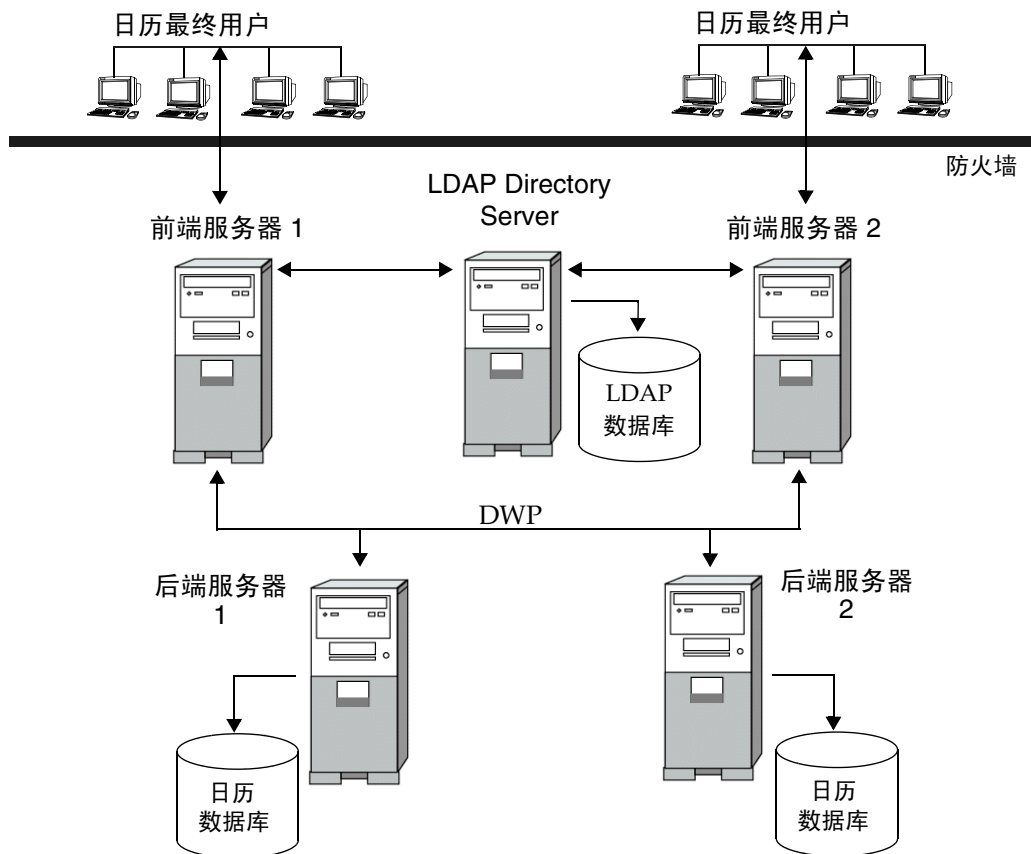 日历最终用户
日历最终用户
防火墙
LDAP Directory
Server
前端服务器 1
前端服务器 2
LDAP
数据库
DWP
后端服务器
1
后端服务器
2
日历
数据库
日历
数据库